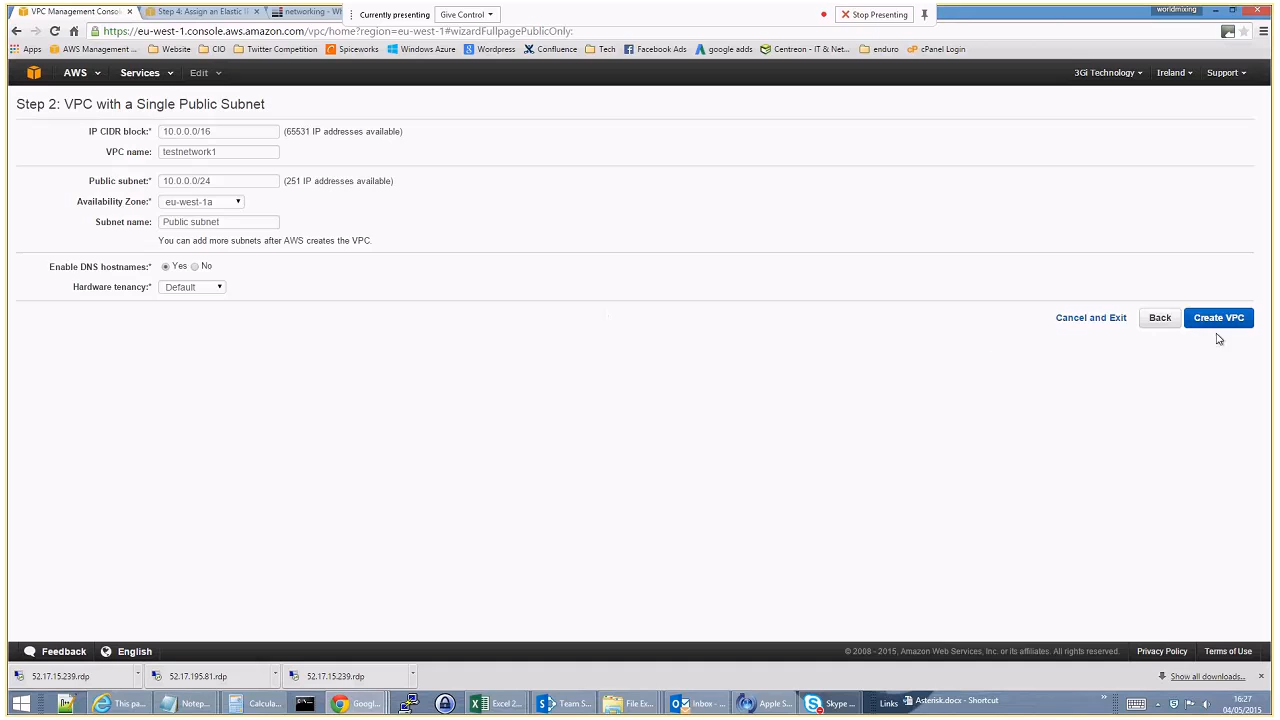 VPC Management Consol
Step 4: Assign an Elastic I
networking - Wh
Currently presenting
Give Control
Stop Presenting
worldmixing
https://eu-west-1.console.aws.amazon.com/vpc/home?region=eu-west-1#wizardFullpagePublicOnly:
Apps AWS Management ... Website CIO Twitter Competition Spiceworks Windows Azure Wordpress Confluence Tech Facebook Ads google adds Centreon - IT & Net... enduro cPanel Login
AWS Services Edit 3Gi Technology Ireland Support
Step 2: VPC with a Single Public Subnet
IP CIDR block:* 10.0.0.0/16 (65531 IP addresses available)
VPC name: testnetwork1
Public subnet:* 10.0.0.0/24 (251 IP addresses available)
Availability Zone:* eu-west-1a
Subnet name: Public subnet
You can add more subnets after AWS creates the VPC.
Enable DNS hostnames:* Yes No
Hardware tenancy:* Default
Cancel and Exit Back Create VPC
Feedback English © 2008 - 2015, Amazon Web Services, Inc. or its affiliates. All rights reserved. Privacy Policy Terms of Use
52.17.15.239.rdp 52.17.195.81.rdp 52.17.15.239.rdp Show all downloads...
This pa... Notep... Calcula... Googl... Excel 2... Team S... File Ex... Inbox - ... Apple S... Skype ... Links Asterisk.docx - Shortcut 16:27
04/05/2015